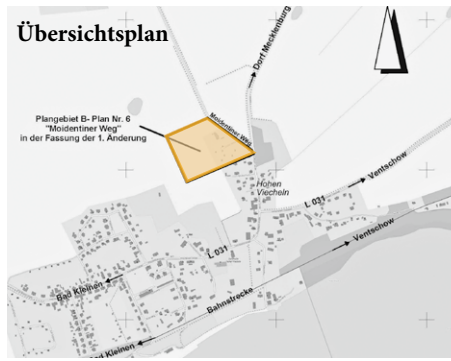 Übersichtsplan
Dorf Mecklenburg
Plangebiet B- Plan Nr. 6
"Moidentiner Weg"
in der Fassung der 1. Änderung
Moidentiner Weg
Hohen
Viecheln
L 031
Ventschow
L 031
Ventschow
Bad Kleinen
Bahnstrecke
Bad Kleinen